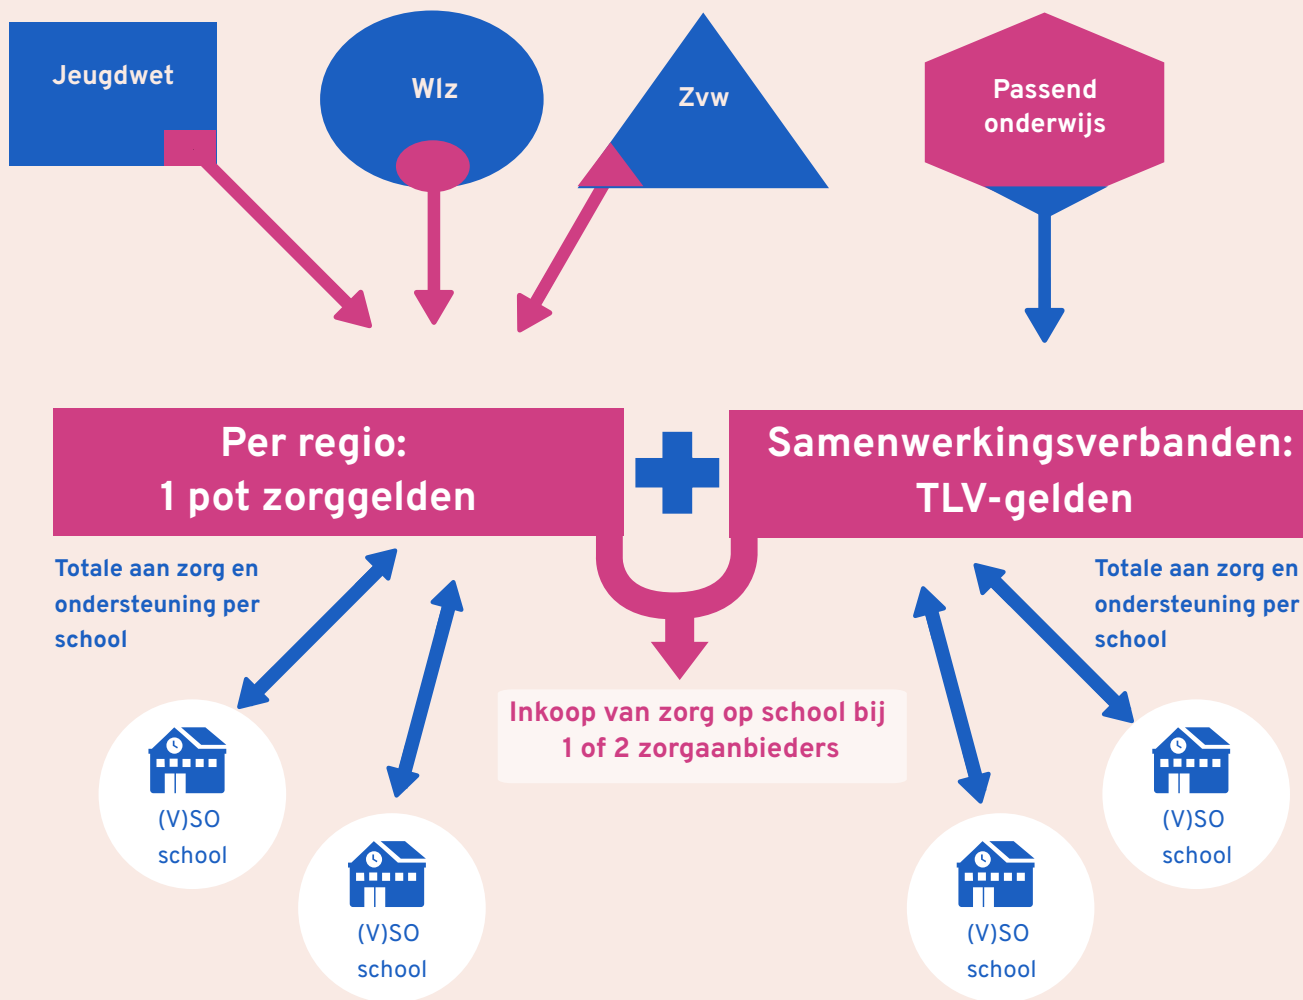 Jeugdwet
Wlz
Zvw
Passend
onderwijs
Per regio:
1 pot zorggelden
Samenwerkingsverbanden:
TLV-gelden
Totale aan zorg en
ondersteuning per
school
Totale aan zorg en
ondersteuning per
school
Inkoop van zorg op school bij
1 of 2 zorgaanbieders
(V)SO
school
(V)SO
school
(V)SO
school
(V)SO
school